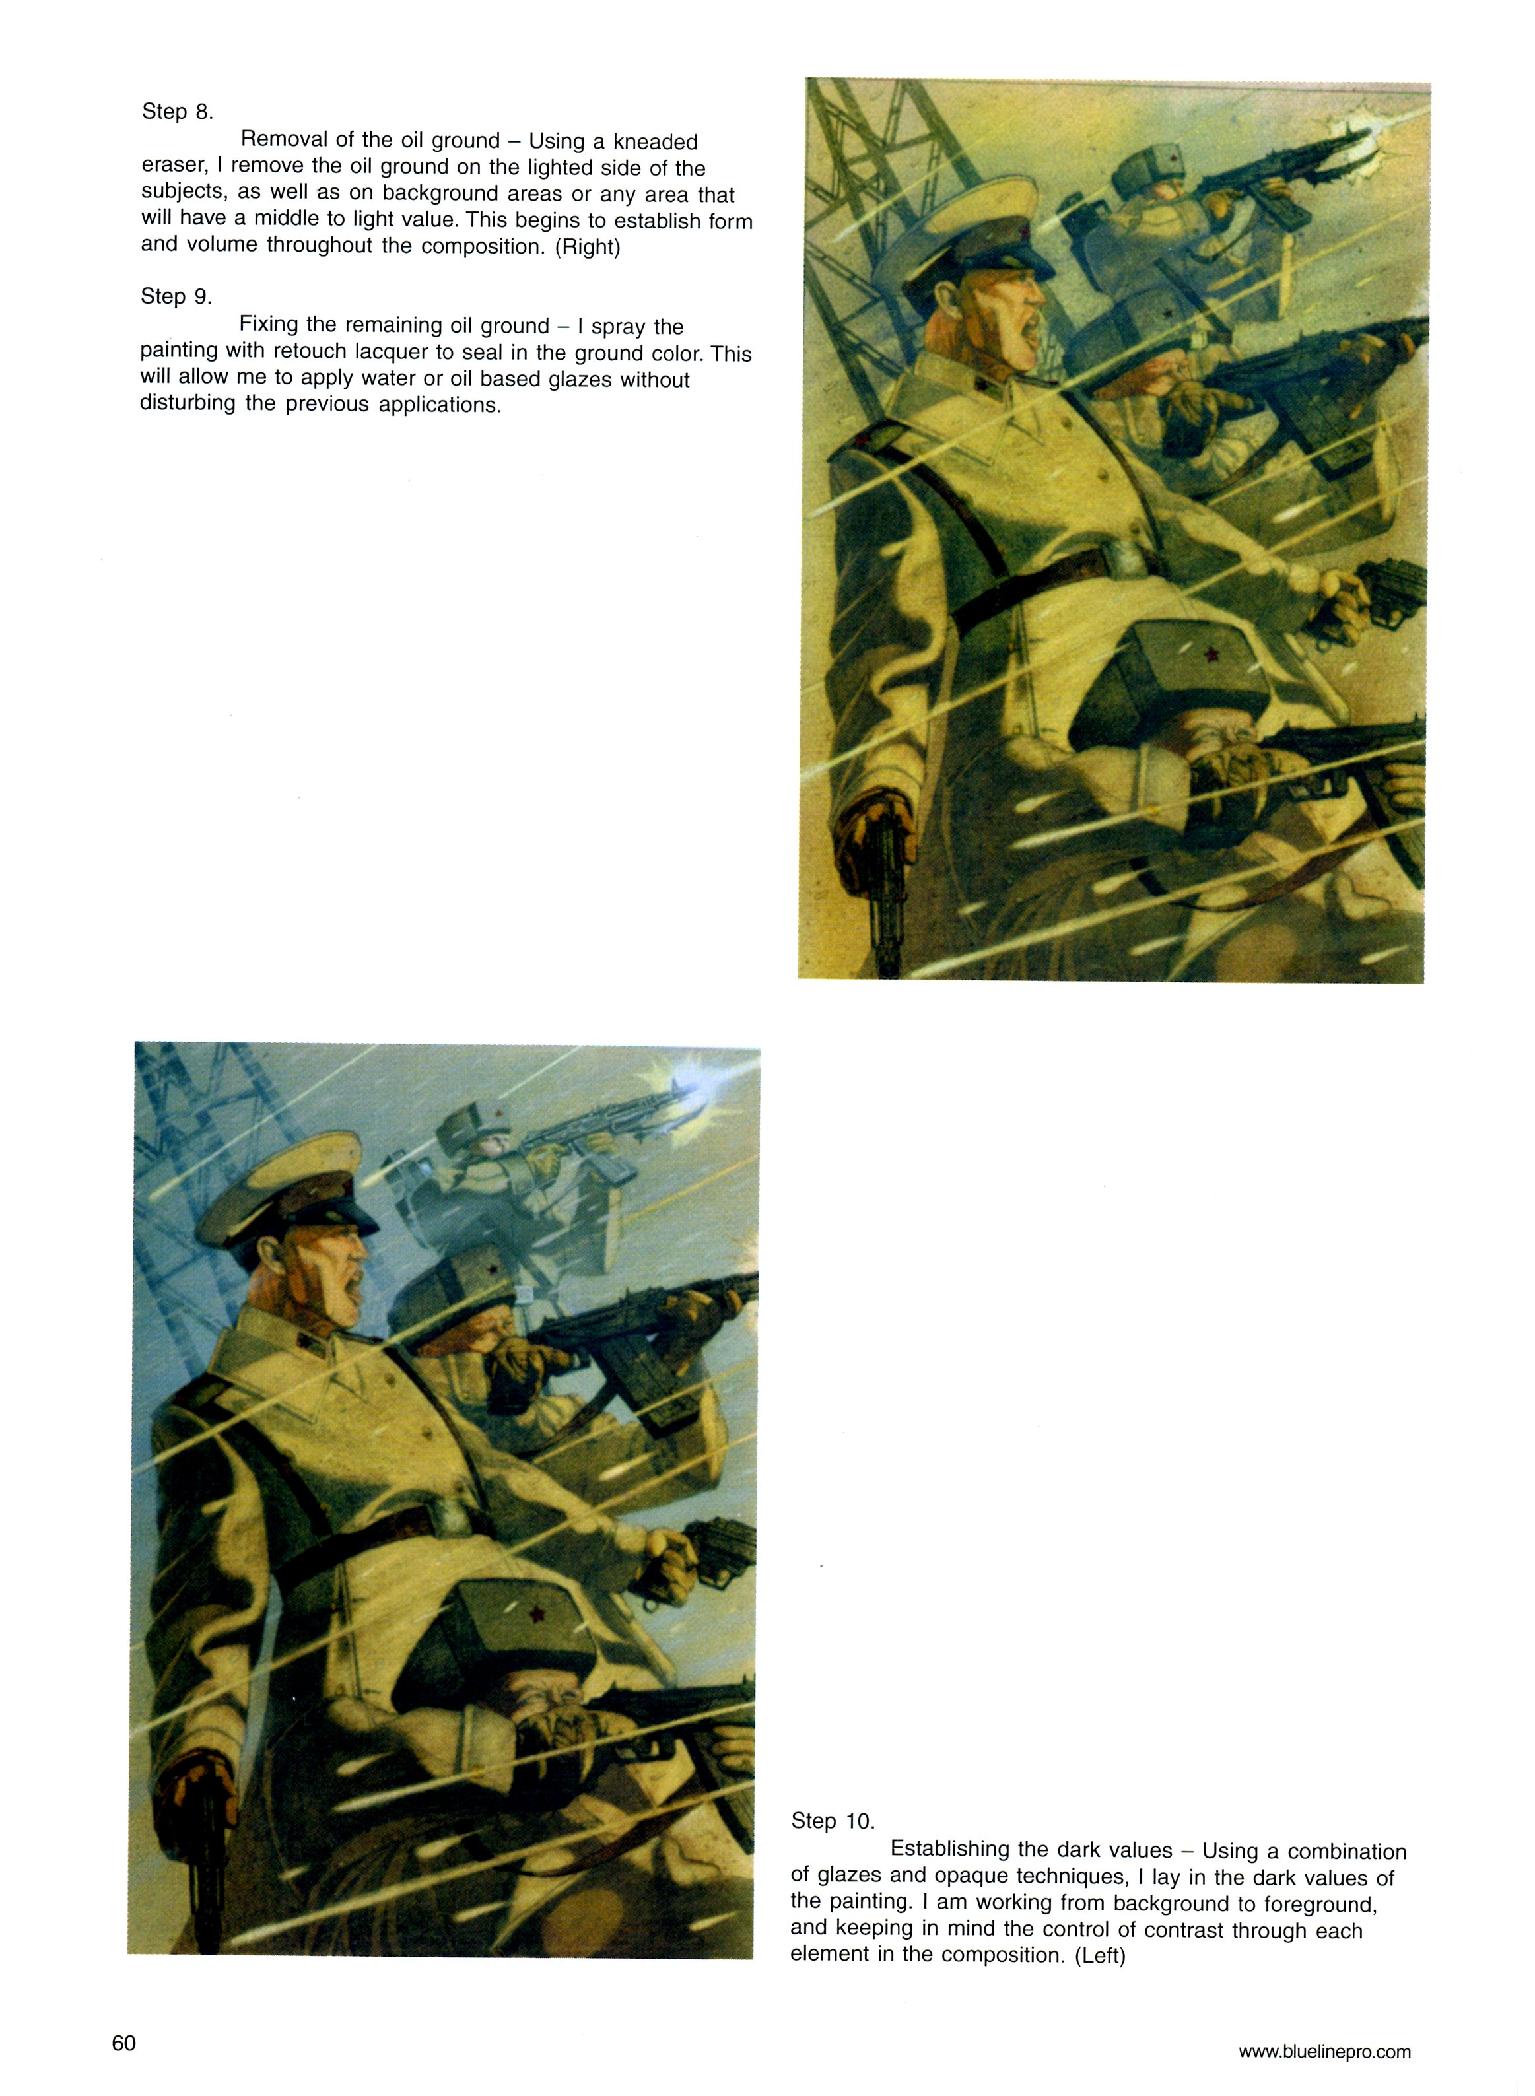 Step 8.
Removal of the oil ground – Using a kneaded
eraser, I remove the oil ground on the lighted side of the
subjects, as well as on background areas or any area that
will have a middle to light value. This begins to establish form
and volume throughout the composition. (Right)
Step 9.
Fixing the remaining oil ground – I spray the
painting with retouch lacquer to seal in the ground color. This
will allow me to apply water or oil based glazes without
disturbing the previous applications.
Step 10.
Establishing the dark values – Using a combination
of glazes and opaque techniques, I lay in the dark values of
the painting. I am working from background to foreground,
and keeping in mind the control of contrast through each
element in the composition. (Left)
60
www.bluelinepro.com